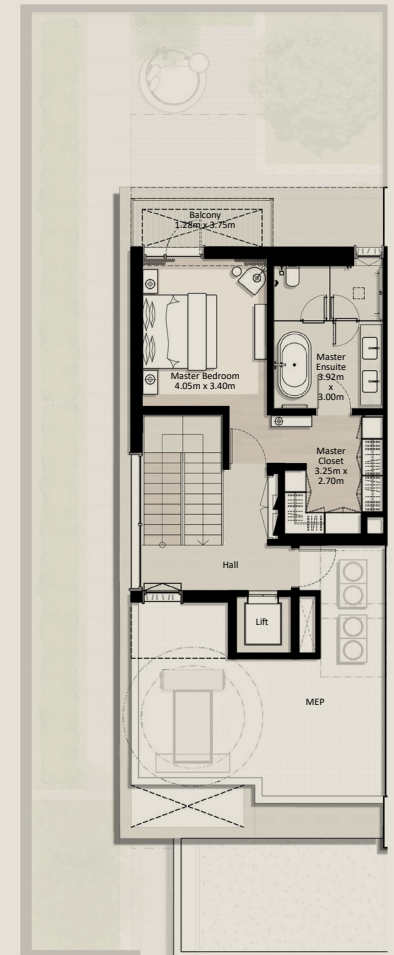 Balcony
1.28m x 3.75m
Master Bedroom
4.05m x 3.40m
Master
Ensuite
3.92m
x
3.00m
Master
Closet
3.25m x
2.70m
Hall
Lift
MEP